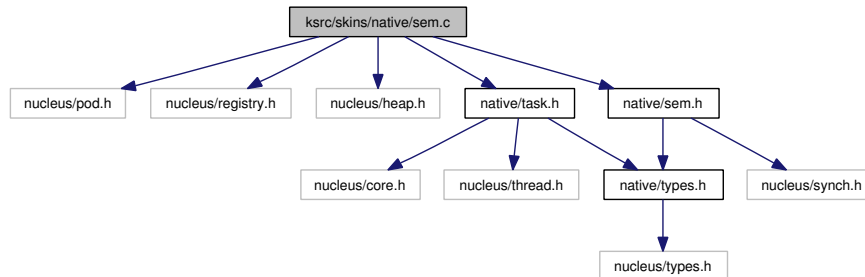 ksrc/skins/native/sem.c
nucleus/pod.h
nucleus/registry.h
nucleus/heap.h
native/task.h
native/sem.h
nucleus/core.h
nucleus/thread.h
native/types.h
nucleus/synch.h
nucleus/types.h